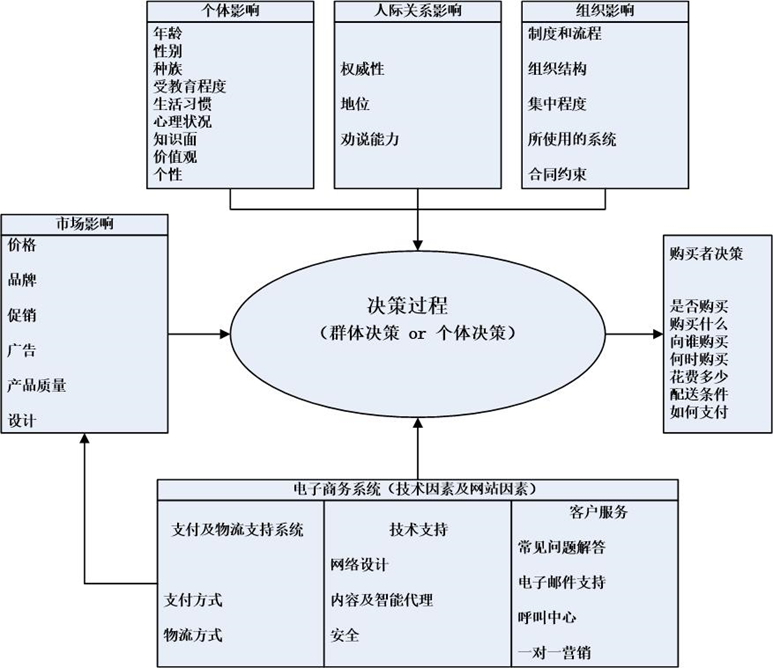 个体影响
年龄
性别
种族
受教育程度
生活习惯
心理状况
知识面
价值观
个性
人际关系影响
权威性
地位
劝说能力
组织影响
制度和流程
组织结构
集中程度
所使用的系统
合同约束
市场影响
价格
品牌
促销
广告
产品质量
设计
决策过程
（群体决策 or 个体决策）
购买者决策
是否购买
购买什么
向谁购买
何时购买
花费多少
配送条件
如何支付
电子商务系统（技术因素及网站因素）
支付及物流支持系统
支付方式
物流方式
技术支持
网络设计
内容及智能代理
安全
客户服务
常见问题解答
电子邮件支持
呼叫中心
一对一营销